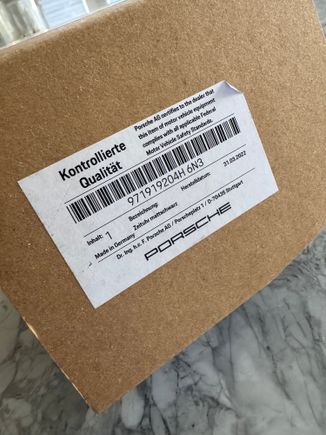 Kontrollierte
Qualität
Porsche AG certifies to the dealer that
this item of motor vehicle equipment
complies with all applicable Federal
Motor Vehicle Safety Standards.
971919204H 6N3
Inhalt: 1
Bezeichnung:
Zeituhr mattschwarz
Herstelldatum:
31.03.2022
Made in Germany
Dr. Ing. h.c. F. Porsche AG / Porscheplatz 1 / D-70435 Stuttgart
PORSCHE